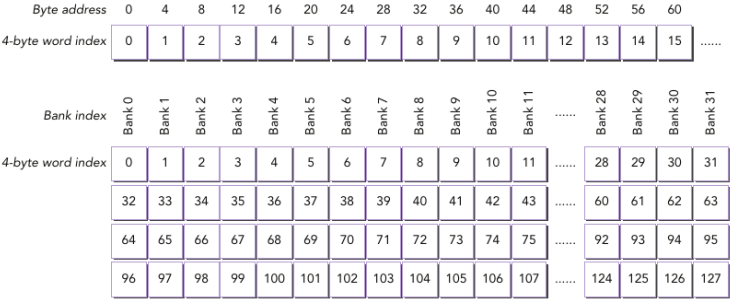 Byte address 0 4 8 12 16 20 24 28 32 36 40 44 48 52 56 60
4-byte word index 0 1 2 3 4 5 6 7 8 9 10 11 12 13 14 15 ......
Bank index Bank 0 Bank 1 Bank 2 Bank 3 Bank 4 Bank 5 Bank 6 Bank 7 Bank 8 Bank 9 Bank 10 Bank 11 ...... Bank 28 Bank 29 Bank 30 Bank 31
4-byte word index 0 1 2 3 4 5 6 7 8 9 10 11 ...... 28 29 30 31
32 33 34 35 36 37 38 39 40 41 42 43 ...... 60 61 62 63
64 65 66 67 68 69 70 71 72 73 74 75 ...... 92 93 94 95
96 97 98 99 100 101 102 103 104 105 106 107 ...... 124 125 126 127